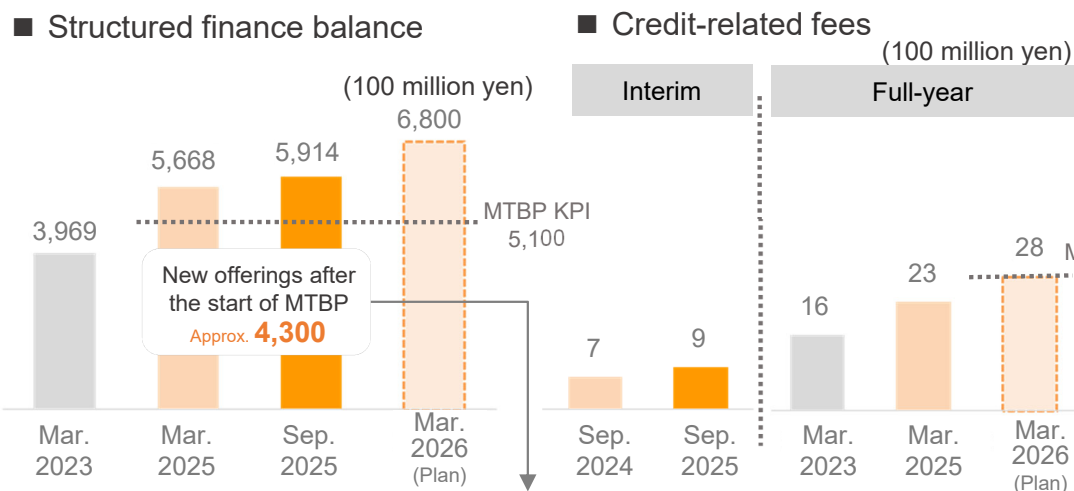 ■ Structured finance balance
(100 million yen)
6,800
5,668
5,914
3,969
MTBP KPI
5,100
New offerings after
the start of MTBP
Approx. 4,300
Mar.
2023
Mar.
2025
Sep.
2025
Mar.
2026
(Plan)
■ Credit-related fees
(100 million yen)
Interim
Full-year
7
9
16
23
28
M
Sep.
2024
Sep.
2025
Mar.
2023
Mar.
2025
Mar.
2026
(Plan)